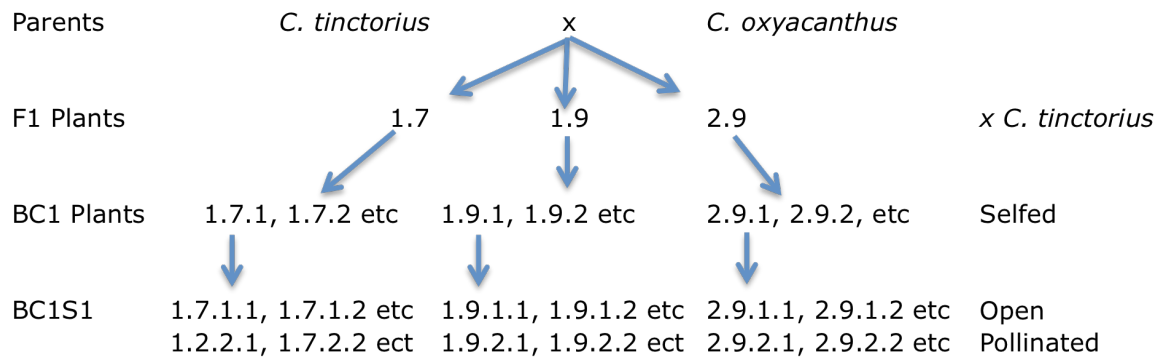 Parents C. tinctorius x C. oxyacanthus
F1 Plants 1.7 1.9 2.9 x C. tinctorius
BC1 Plants 1.7.1, 1.7.2 etc 1.9.1, 1.9.2 etc 2.9.1, 2.9.2, etc Selfed
BC1S1 1.7.1.1, 1.7.1.2 etc 1.9.1.1, 1.9.1.2 etc 2.9.1.1, 2.9.1.2 etc Open
1.2.2.1, 1.7.2.2 ect 1.9.2.1, 1.9.2.2 ect 2.9.2.1, 2.9.2.2 etc Pollinated